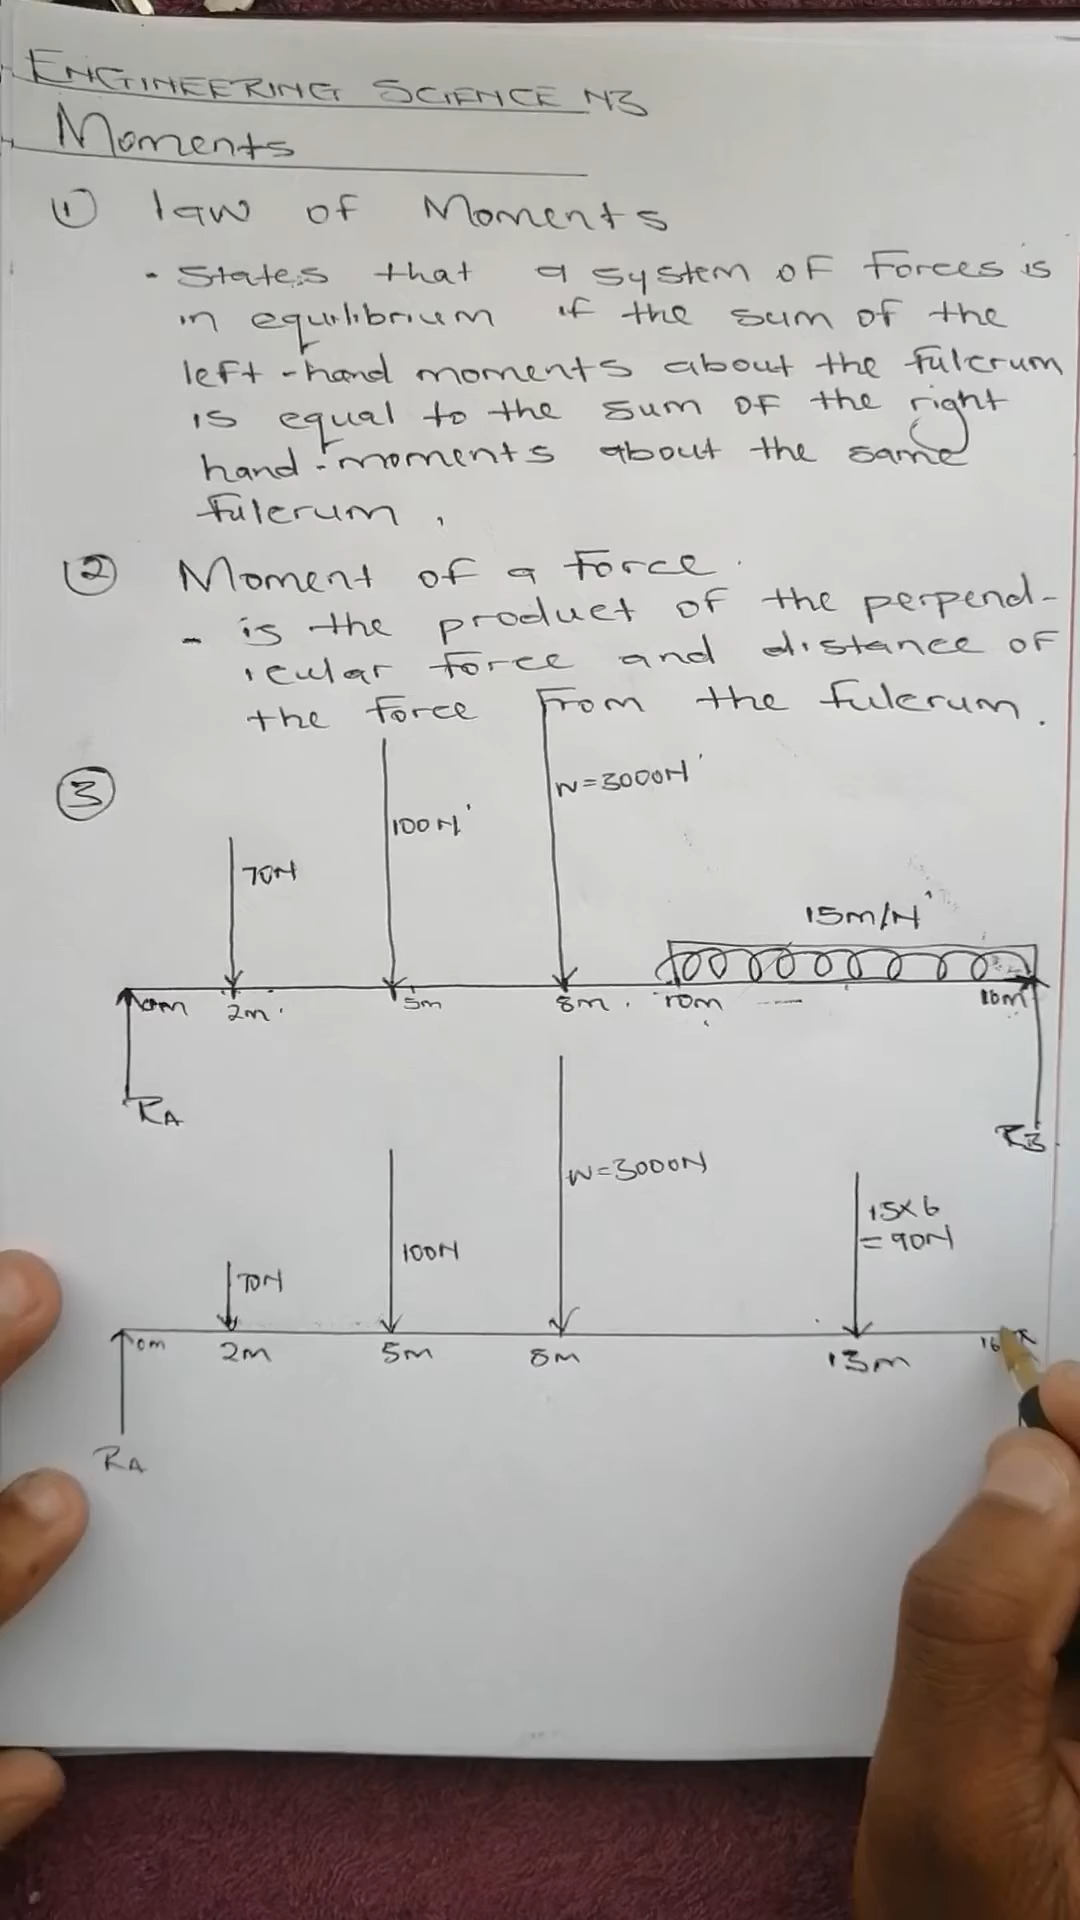 ENGINEERING SCIENCE N3
Moments
① law of Moments
• States that a system of forces is
in equilibrium if the sum of the
left-hand moments about the fulcrum
is equal to the sum of the right
hand-moments about the same
fulcrum.
② Moment of a force.
- is the product of the perpend-
icular force and distance of
the force from the fulcrum.
③
W=3000N
100N
70N
15m/N
0m 2m 5m 8m 10m 16m
RA
RB
W=3000N
15×6
=90N
100N
70N
0m 2m 5m 8m 13m 16
RA